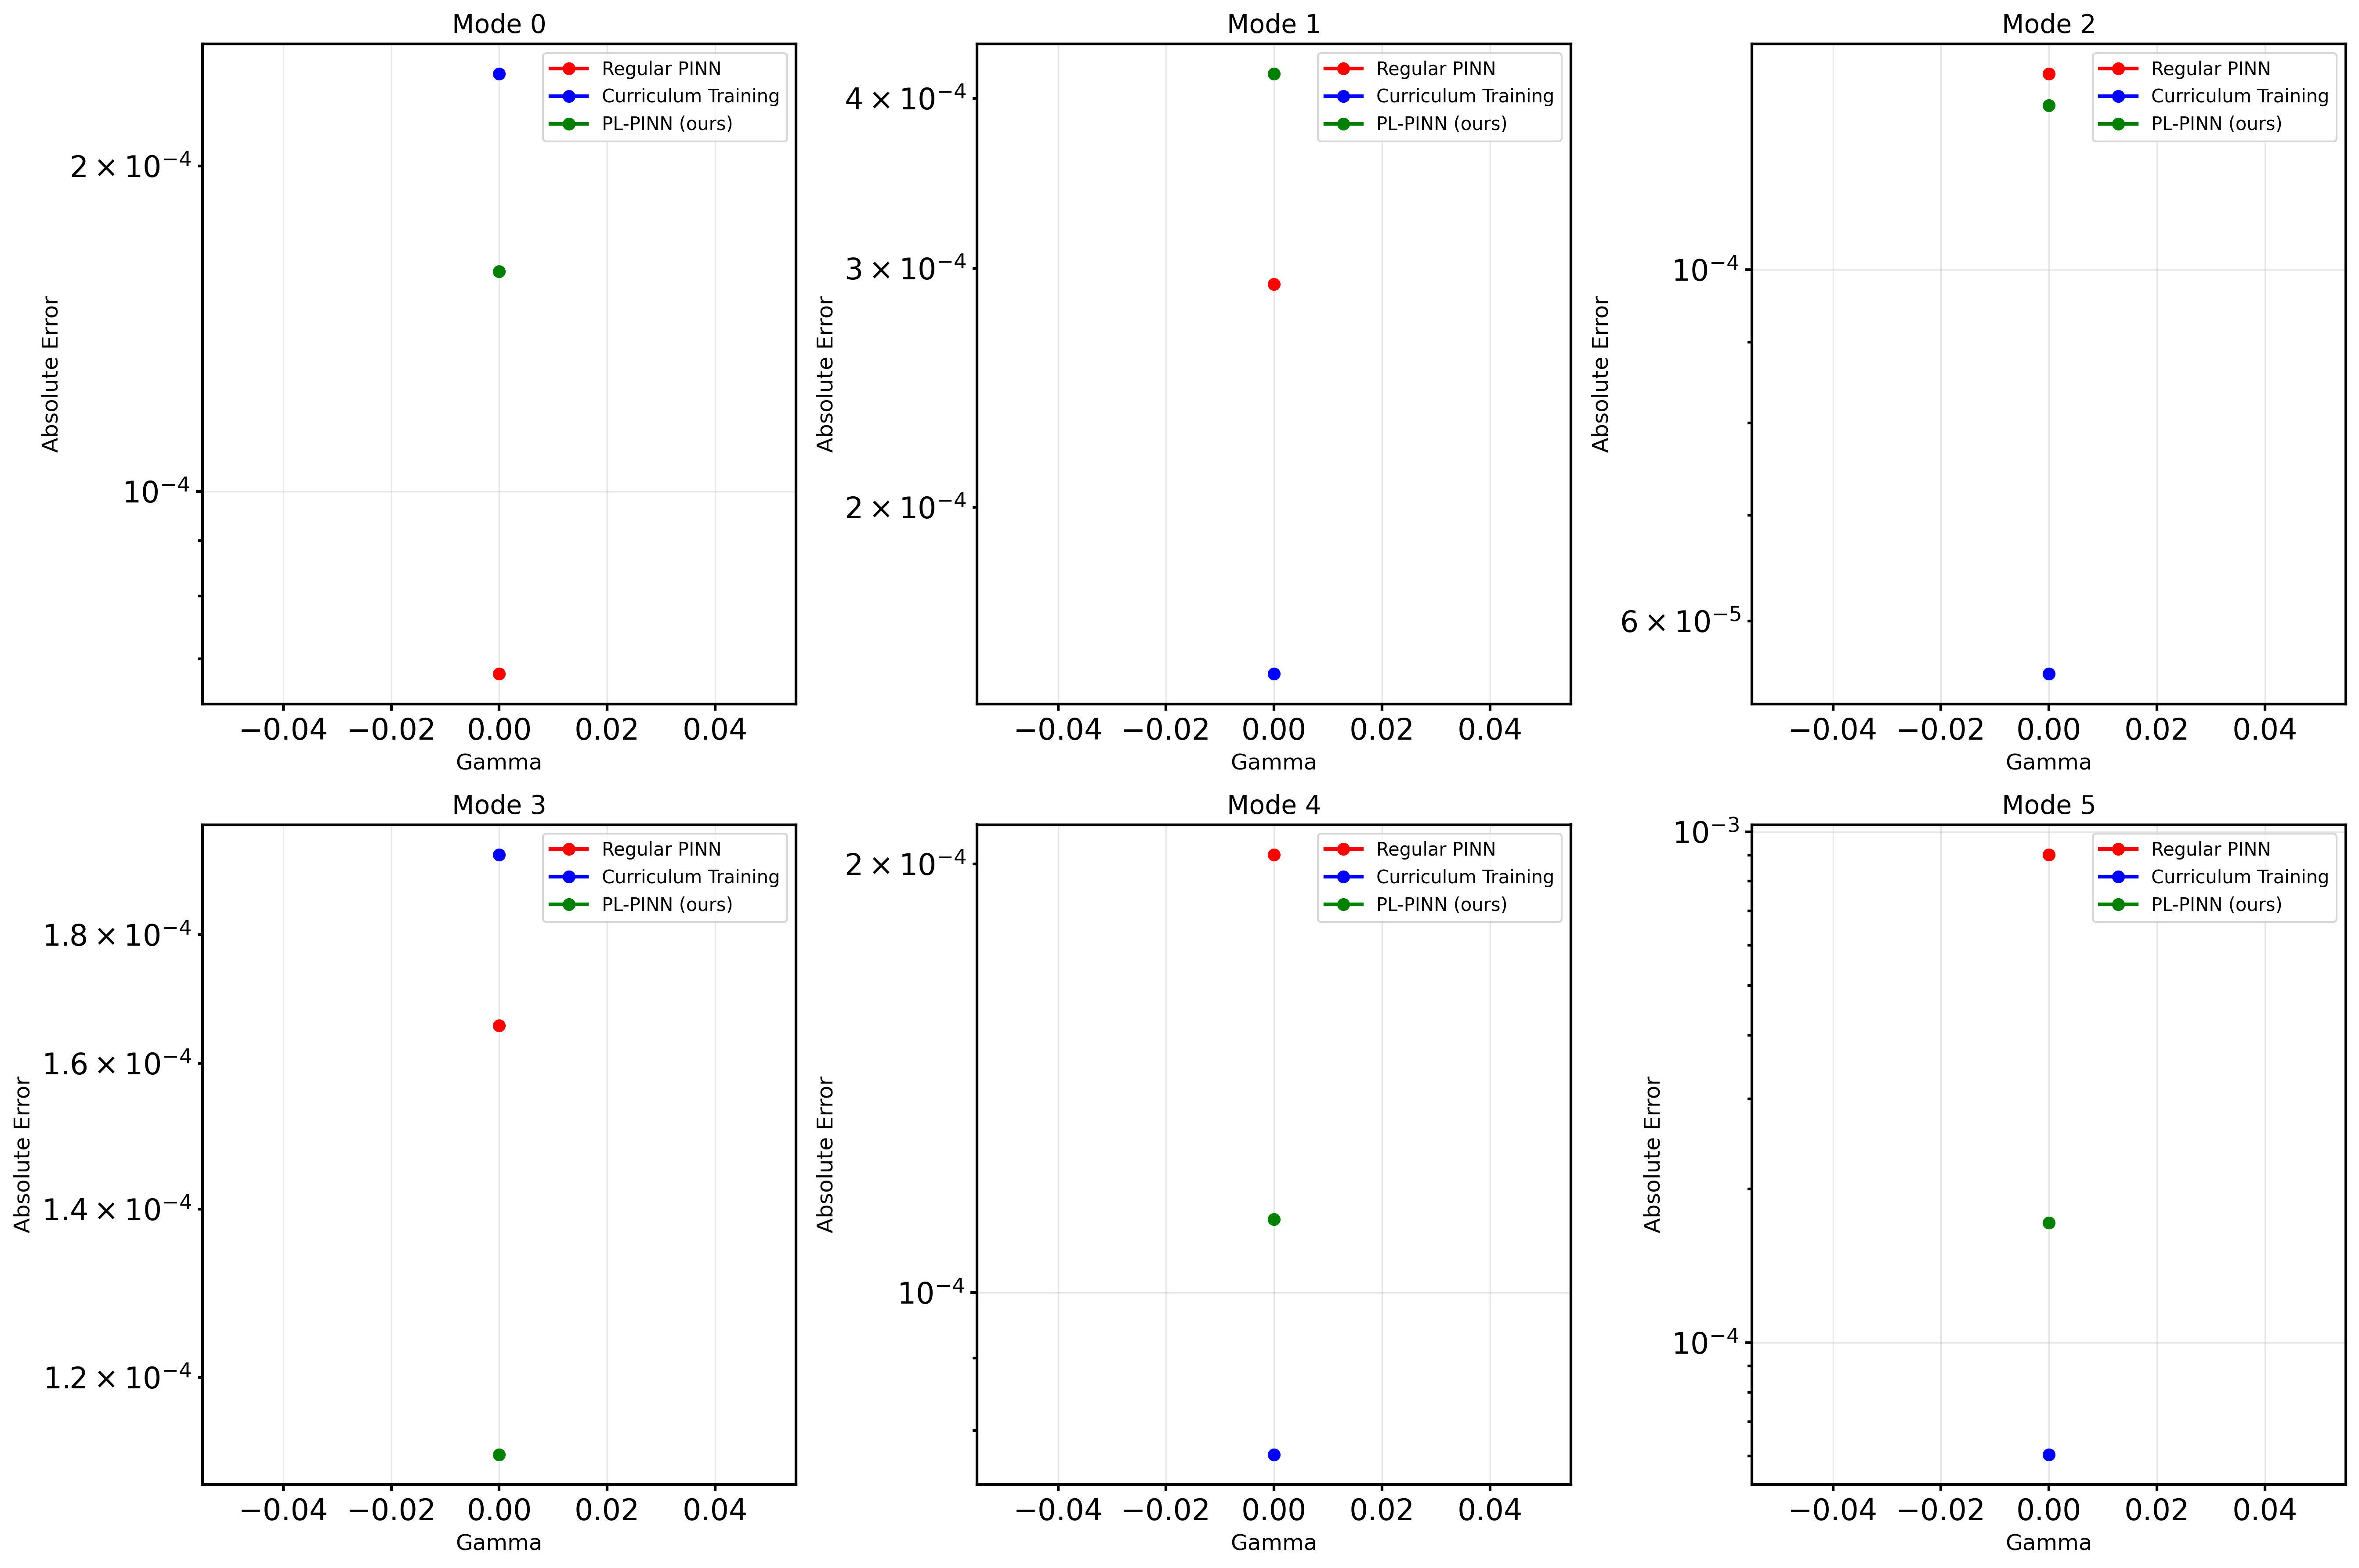 Mode 0
Regular PINN
Curriculum Training
PL-PINN (ours)
2 × 10⁻⁴
10⁻⁴
Absolute Error
−0.04 −0.02 0.00 0.02 0.04
Gamma
Mode 1
Regular PINN
Curriculum Training
PL-PINN (ours)
4 × 10⁻⁴
3 × 10⁻⁴
2 × 10⁻⁴
Absolute Error
−0.04 −0.02 0.00 0.02 0.04
Gamma
Mode 2
Regular PINN
Curriculum Training
PL-PINN (ours)
10⁻⁴
6 × 10⁻⁵
Absolute Error
−0.04 −0.02 0.00 0.02 0.04
Gamma
Mode 3
Regular PINN
Curriculum Training
PL-PINN (ours)
1.8 × 10⁻⁴
1.6 × 10⁻⁴
1.4 × 10⁻⁴
1.2 × 10⁻⁴
Absolute Error
−0.04 −0.02 0.00 0.02 0.04
Gamma
Mode 4
Regular PINN
Curriculum Training
PL-PINN (ours)
2 × 10⁻⁴
10⁻⁴
Absolute Error
−0.04 −0.02 0.00 0.02 0.04
Gamma
Mode 5
Regular PINN
Curriculum Training
PL-PINN (ours)
10⁻³
10⁻⁴
Absolute Error
−0.04 −0.02 0.00 0.02 0.04
Gamma